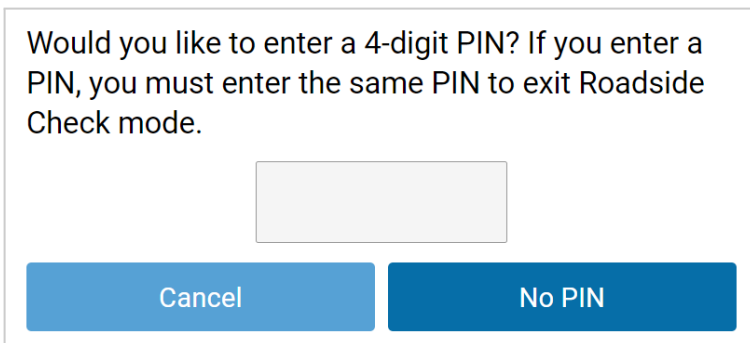 Would you like to enter a 4-digit PIN? If you enter a
PIN, you must enter the same PIN to exit Roadside
Check mode.
Cancel
No PIN